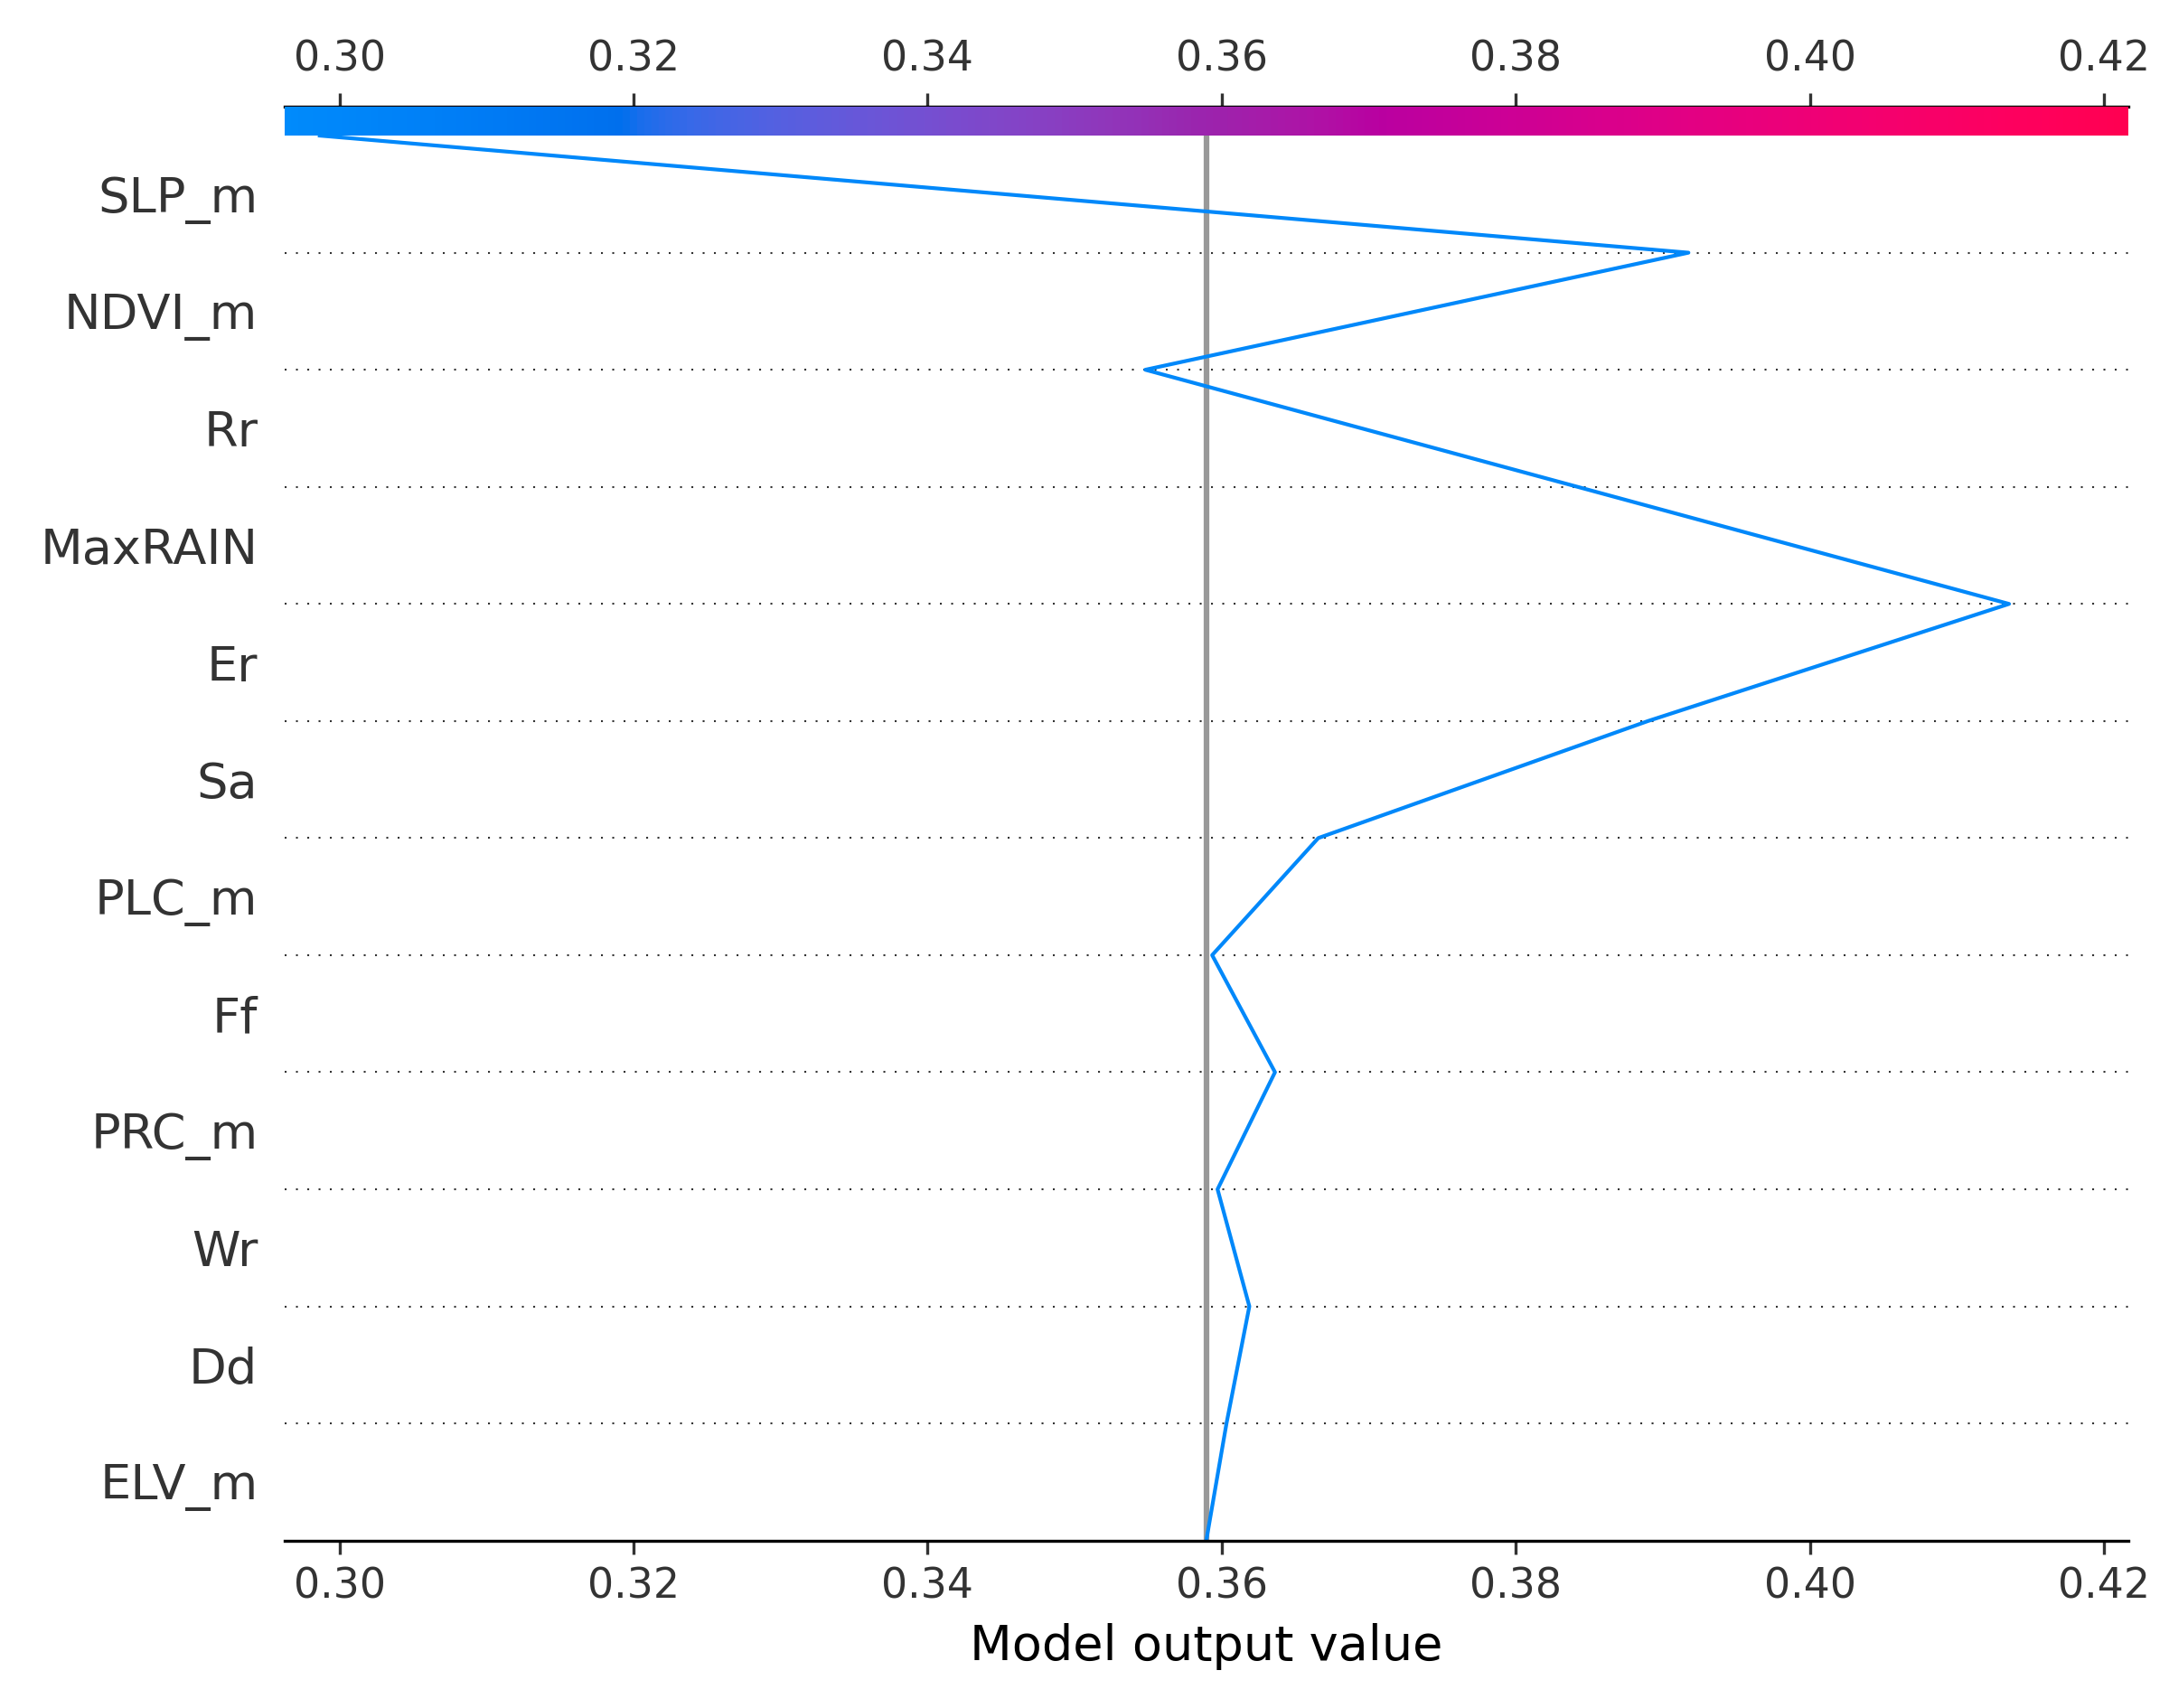 0.30 0.32 0.34 0.36 0.38 0.40 0.42
SLP_m
NDVI_m
Rr
MaxRAIN
Er
Sa
PLC_m
Ff
PRC_m
Wr
Dd
ELV_m
0.30 0.32 0.34 0.36 0.38 0.40 0.42
Model output value